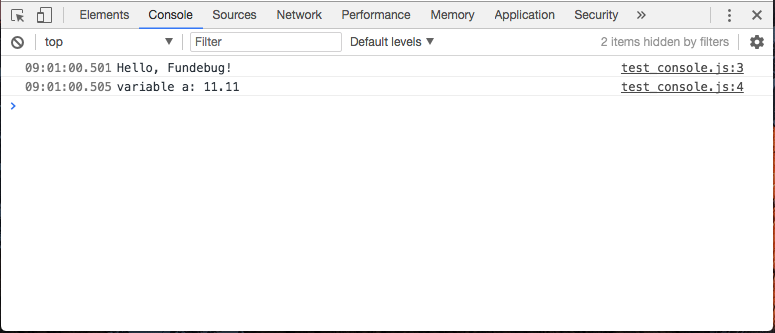 Elements Console Sources Network Performance Memory Application Security »
top ▼ Filter Default levels ▼ 2 items hidden by filters
09:01:00.501 Hello, Fundebug! test_console.js:3
09:01:00.505 variable a: 11.11 test_console.js:4
>